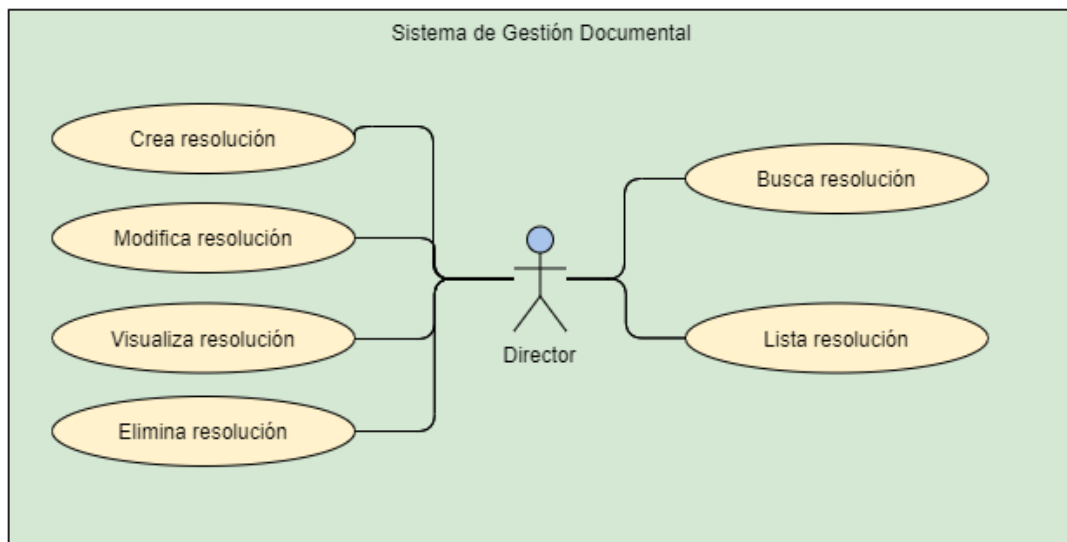 Sistema de Gestión Documental
Crea resolución
Modifica resolución
Visualiza resolución
Elimina resolución
Director
Busca resolución
Lista resolución